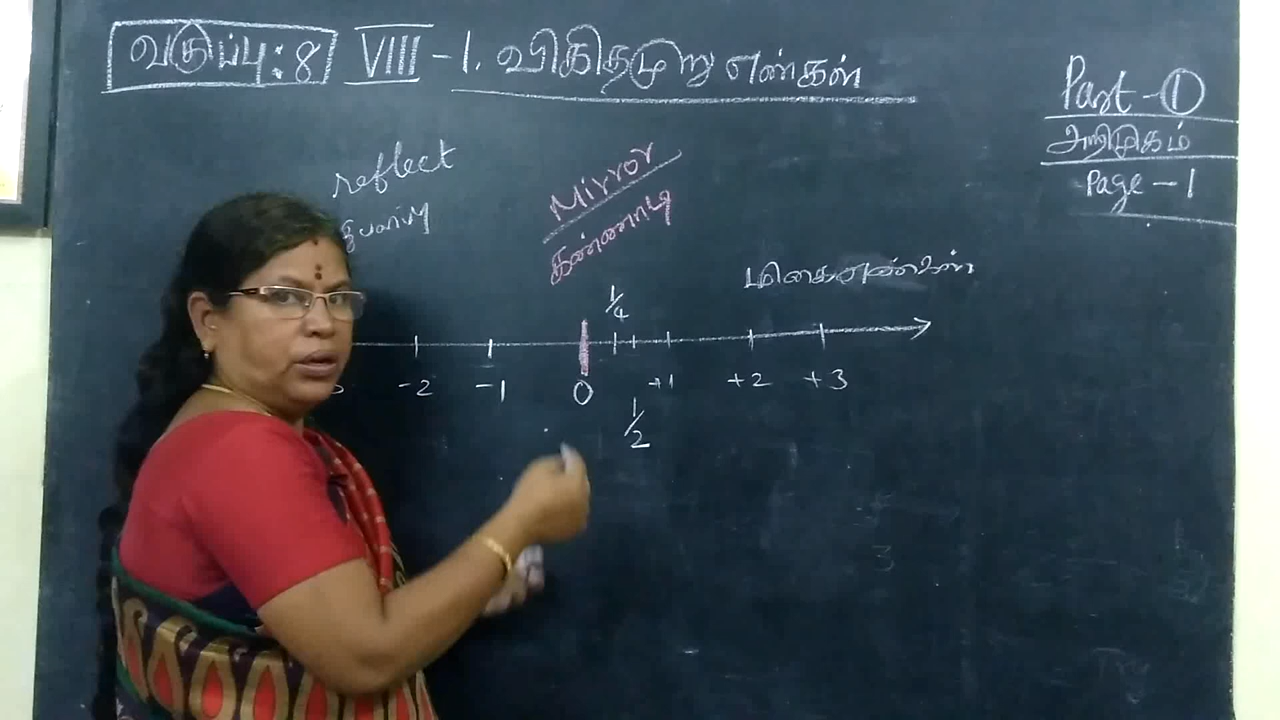 வகுப்பு : 8 VIII - 1. விகிதமுறு எண்கள்
Part - 1
அறிமுகம்
Page - 1
reflect
Mirror
கண்ணாடி
மிகை எண்கள்
1/4
-2 -1 0 +1 +2 +3
1/2